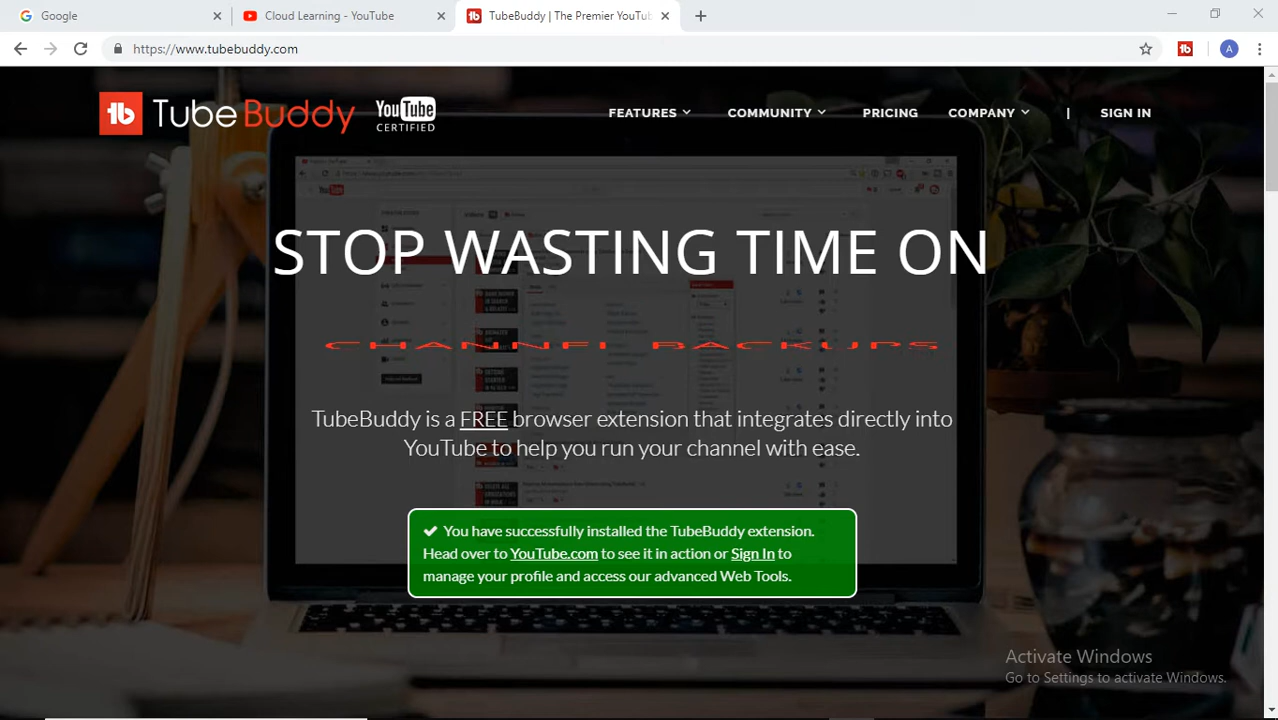 Google
Cloud Learning - YouTube
TubeBuddy | The Premier YouTub
https://www.tubebuddy.com
A
TubeBuddy
YouTube
CERTIFIED
FEATURES
COMMUNITY
PRICING
COMPANY
|
SIGN IN
STOP WASTING TIME ON
CHANNEL BACKUPS
TubeBuddy is a FREE browser extension that integrates directly into
YouTube to help you run your channel with ease.
You have successfully installed the TubeBuddy extension.
Head over to YouTube.com to see it in action or Sign In to
manage your profile and access our advanced Web Tools.
Activate Windows
Go to Settings to activate Windows.